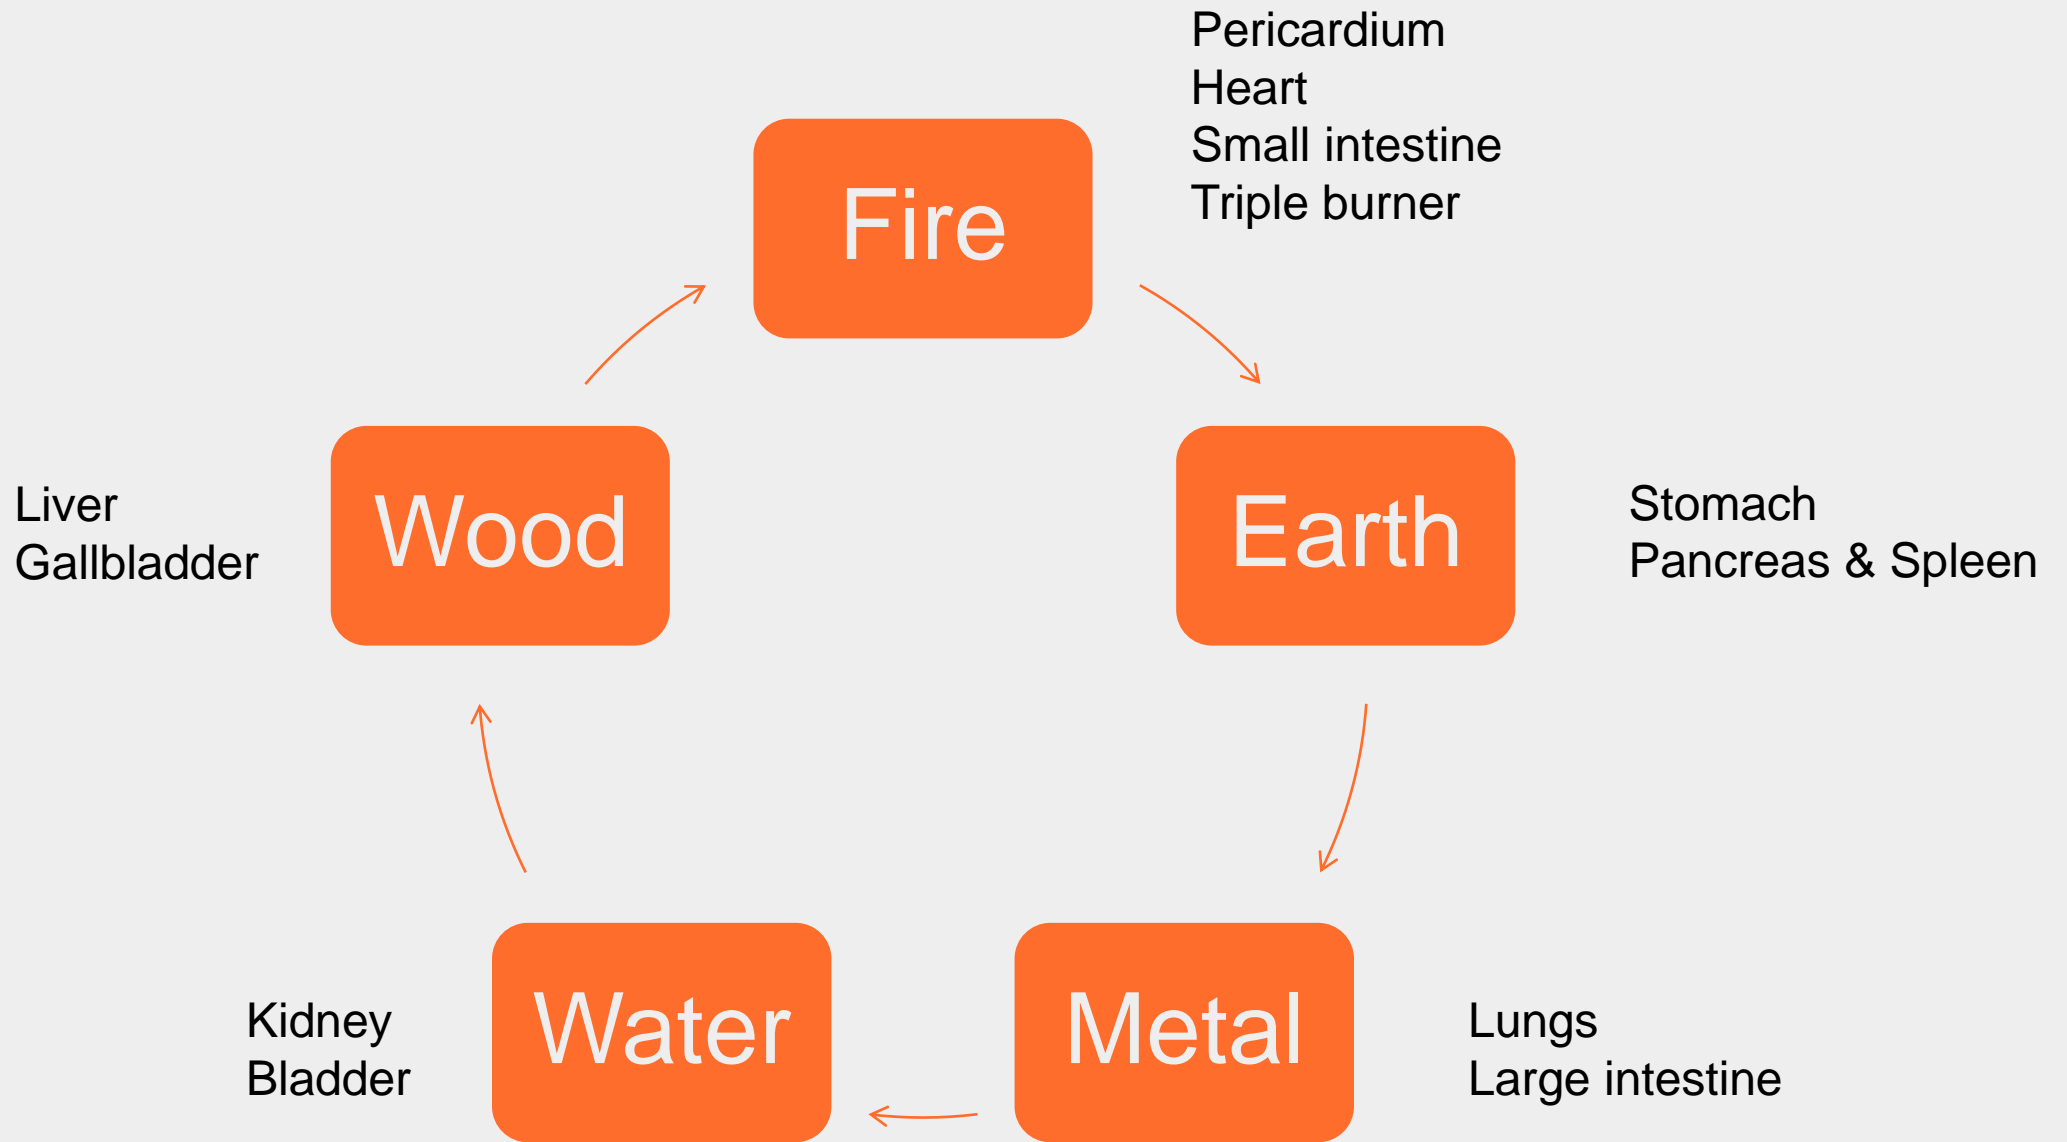 Pericardium
Heart
Small intestine
Triple burner
Fire
Liver
Gallbladder
Wood
Earth
Stomach
Pancreas & Spleen
Kidney
Bladder
Water
Metal
Lungs
Large intestine